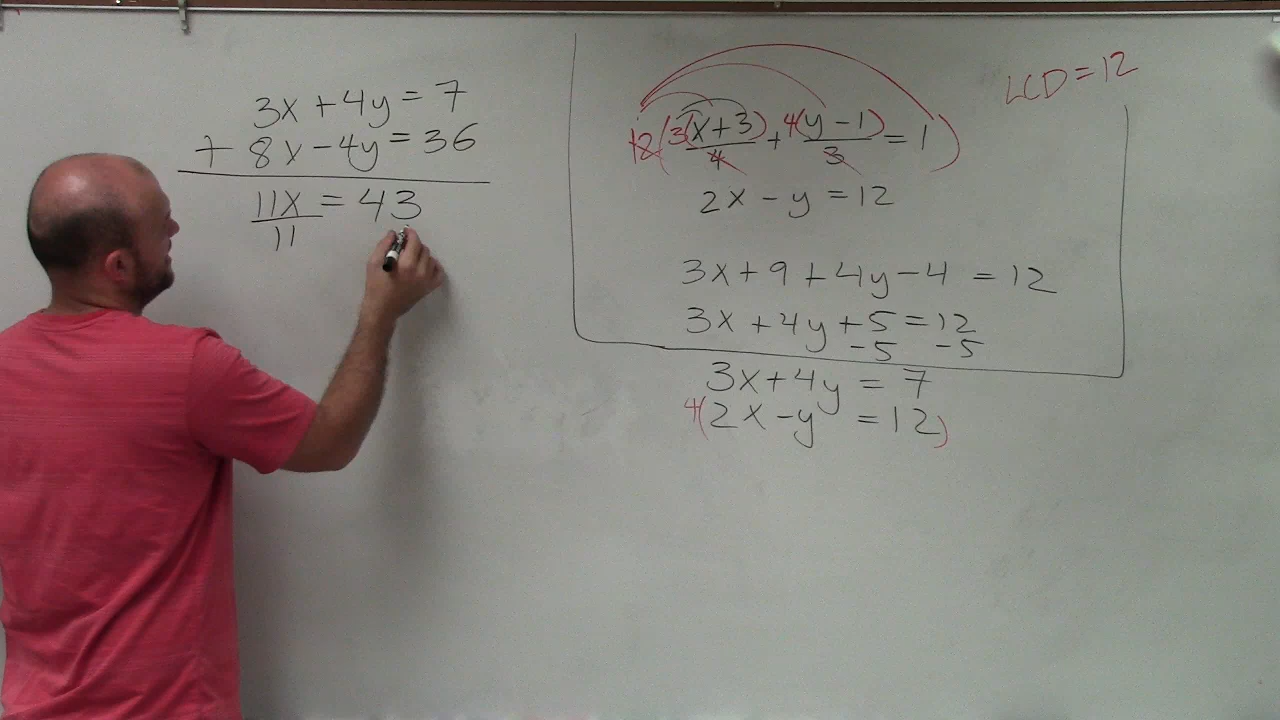 3x + 4y = 7
+ 8x - 4y = 36
11x = 43
11
LCD = 12
12(3(x + 3)/4 + 4(y - 1)/3 = 1)
2x - y = 12
3x + 9 + 4y - 4 = 12
3x + 4y + 5 = 12
-5 -5
3x + 4y = 7
4(2x - y = 12)